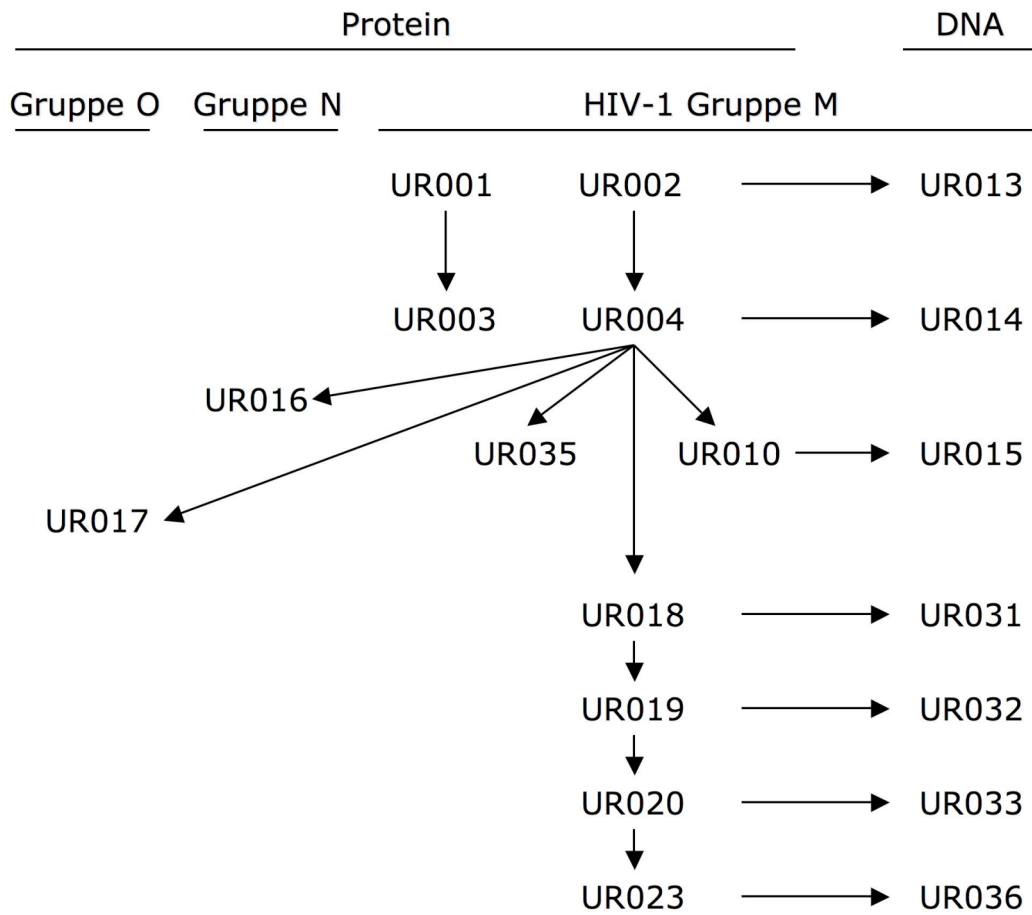 Protein DNA
Gruppe O Gruppe N HIV-1 Gruppe M
UR001 UR002 UR013
UR003 UR004 UR014
UR016
UR035 UR010 UR015
UR017
UR018 UR031
UR019 UR032
UR020 UR033
UR023 UR036